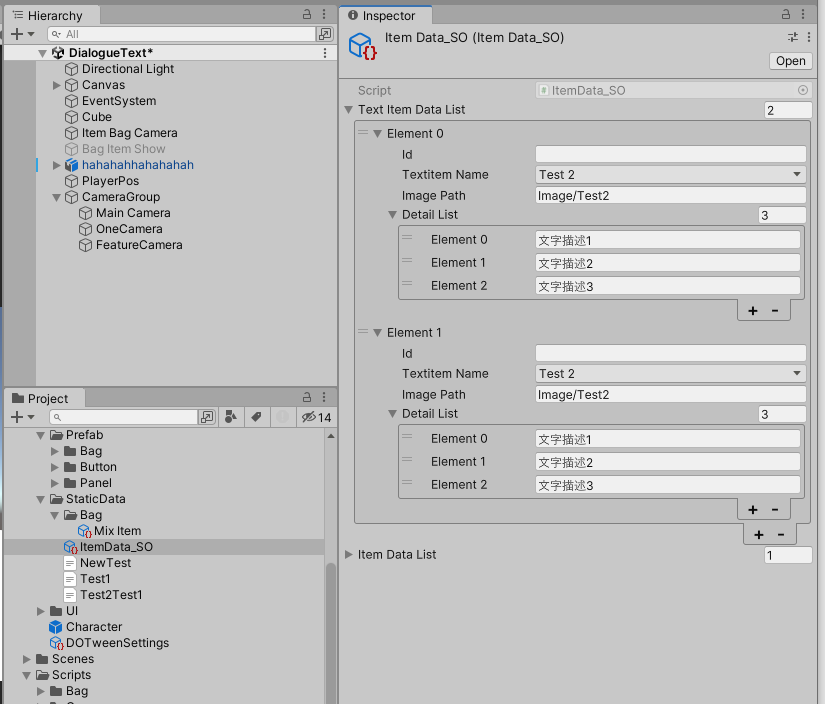 Hierarchy
All
DialogueText*
Directional Light
Canvas
EventSystem
Cube
Item Bag Camera
Bag Item Show
hahahahhahahahah
PlayerPos
CameraGroup
Main Camera
OneCamera
FeatureCamera
Project
14
Prefab
Bag
Button
Panel
StaticData
Bag
Mix Item
ItemData_SO
NewTest
Test1
Test2Test1
UI
Character
DOTweenSettings
Scenes
Scripts
Bag
Inspector
Item Data_SO (Item Data_SO)
Open
Script ItemData_SO
Text Item Data List 2
Element 0
Id
Textitem Name Test 2
Image Path Image/Test2
Detail List 3
Element 0 文字描述1
Element 1 文字描述2
Element 2 文字描述3
+ -
Element 1
Id
Textitem Name Test 2
Image Path Image/Test2
Detail List 3
Element 0 文字描述1
Element 1 文字描述2
Element 2 文字描述3
+ -
+ -
Item Data List 1